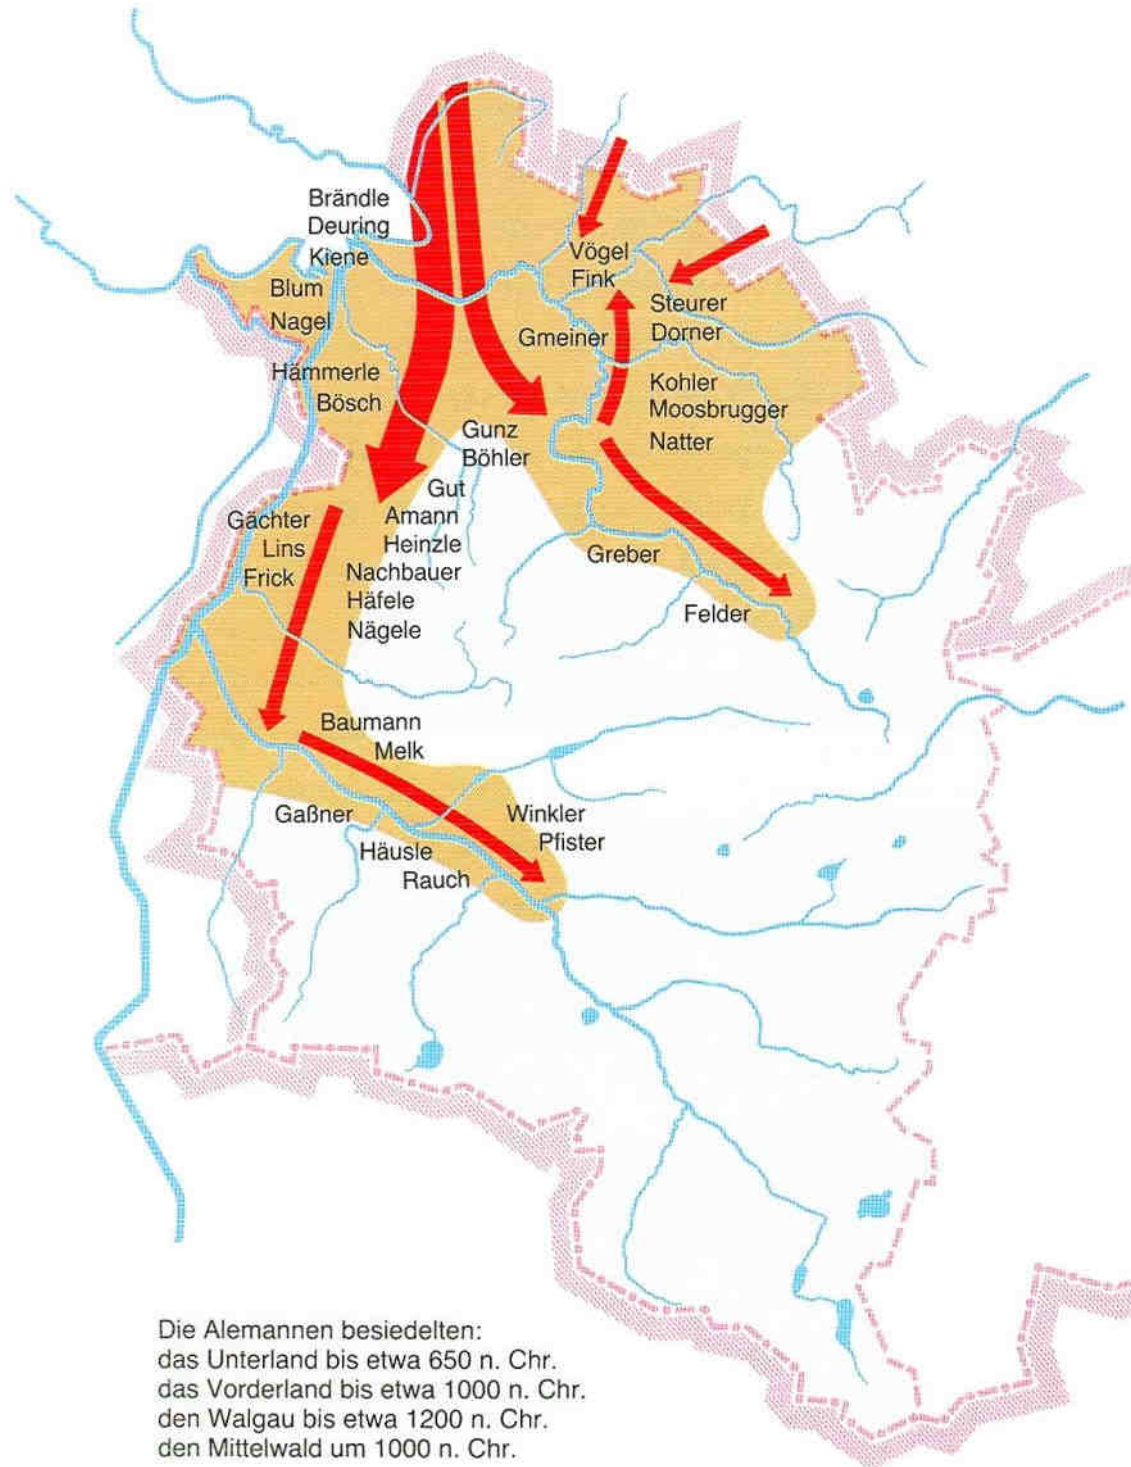 Brändle
Deuring
Kiene
Blum
Nagel
Vögel
Fink
Steurer
Dorner
Gmeiner
Hämmerle
Bösch
Kohler
Moosbrugger
Natter
Gunz
Böhler
Gut
Amann
Heinzle
Nachbauer
Häfele
Nägele
Gächter
Lins
Frick
Greber
Felder
Baumann
Melk
Gaßner
Häusle
Rauch
Winkler
Pfister
Die Alemannen besiedelten:
das Unterland bis etwa 650 n. Chr.
das Vorderland bis etwa 1000 n. Chr.
den Walgau bis etwa 1200 n. Chr.
den Mittelwald um 1000 n. Chr.